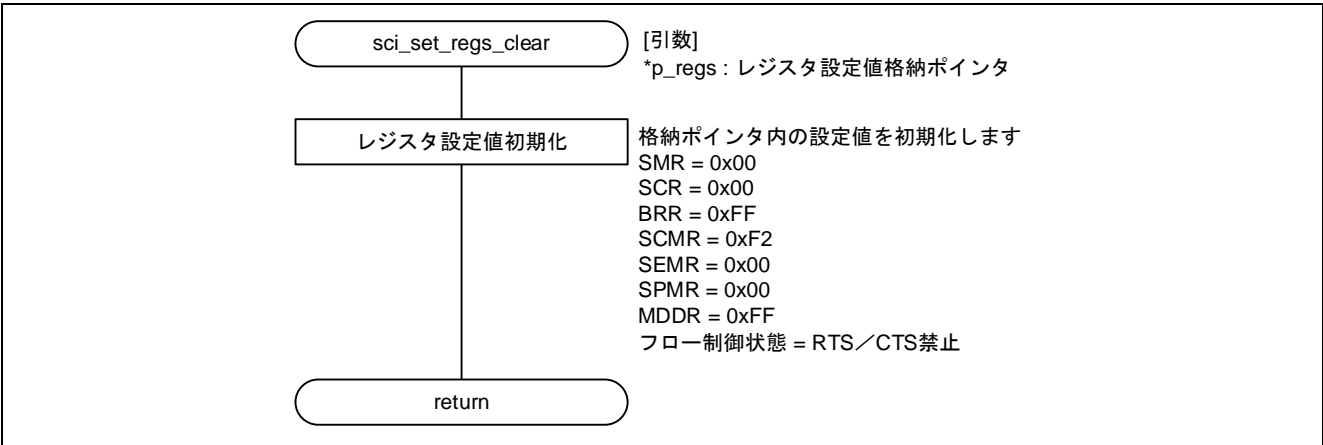 sci_set_regs_clear
[引数]
*p_regs : レジスタ設定値格納ポインタ
レジスタ設定値初期化
格納ポインタ内の設定値を初期化します
SMR = 0x00
SCR = 0x00
BRR = 0xFF
SCMR = 0xF2
SEMR = 0x00
SPMR = 0x00
MDDR = 0xFF
フロー制御状態 = RTS／CTS禁止
return